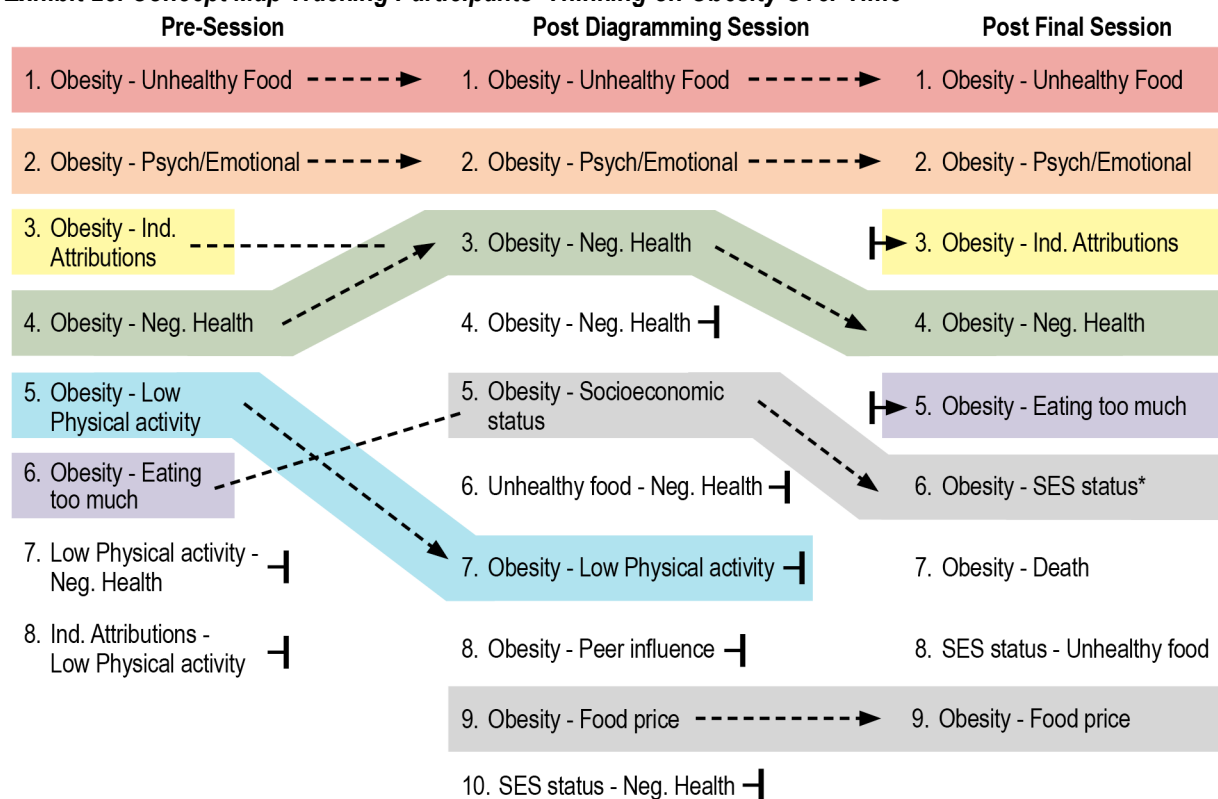 Pre-Session
1. Obesity - Unhealthy Food
2. Obesity - Psych/Emotional
3. Obesity - Ind.
Attributions
4. Obesity - Neg. Health
5. Obesity - Low
Physical activity
6. Obesity - Eating
too much
7. Low Physical activity -
Neg. Health
8. Ind. Attributions -
Low Physical activity
Post Diagramming Session
1. Obesity - Unhealthy Food
2. Obesity - Psych/Emotional
3. Obesity - Neg. Health
4. Obesity - Neg. Health
5. Obesity - Socioeconomic
status
6. Unhealthy food - Neg. Health
7. Obesity - Low Physical activity
8. Obesity - Peer influence
9. Obesity - Food price
10. SES status - Neg. Health
Post Final Session
1. Obesity - Unhealthy Food
2. Obesity - Psych/Emotional
3. Obesity - Ind. Attributions
4. Obesity - Neg. Health
5. Obesity - Eating too much
6. Obesity - SES status*
7. Obesity - Death
8. SES status - Unhealthy food
9. Obesity - Food price